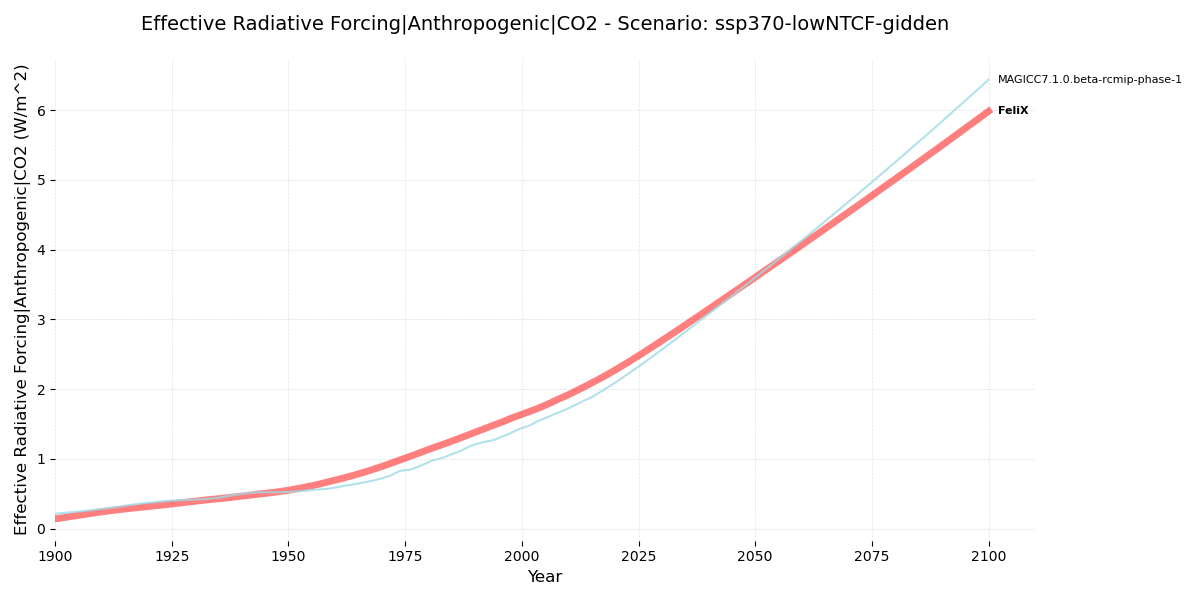 Effective Radiative Forcing|Anthropogenic|CO2 - Scenario: ssp370-lowNTCF-gidden
MAGICC7.1.0.beta-rcmip-phase-1
FeliX
Effective Radiative Forcing|Anthropogenic|CO2 (W/m^2)
6
5
4
3
2
1
0
1900 1925 1950 1975 2000 2025 2050 2075 2100
Year